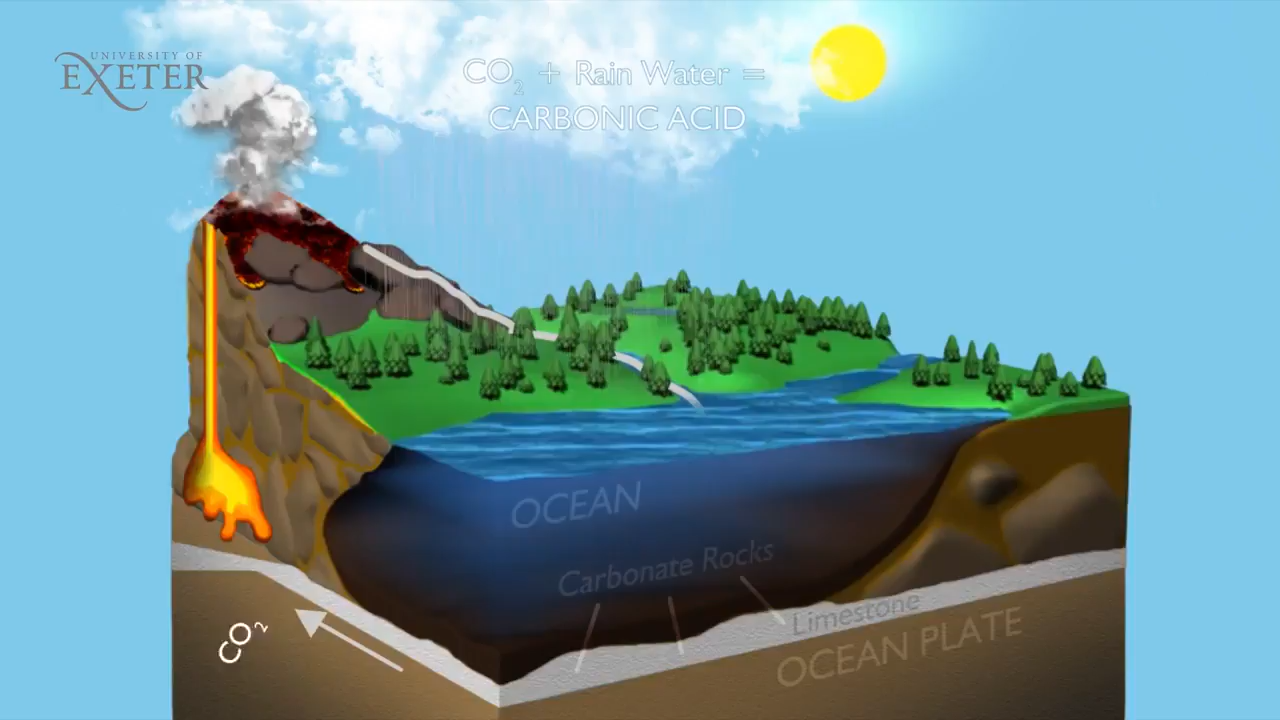 UNIVERSITY OF
EXETER
CO₂ + Rain Water =
CARBONIC ACID
OCEAN
Carbonate Rocks
Limestone
OCEAN PLATE
CO²